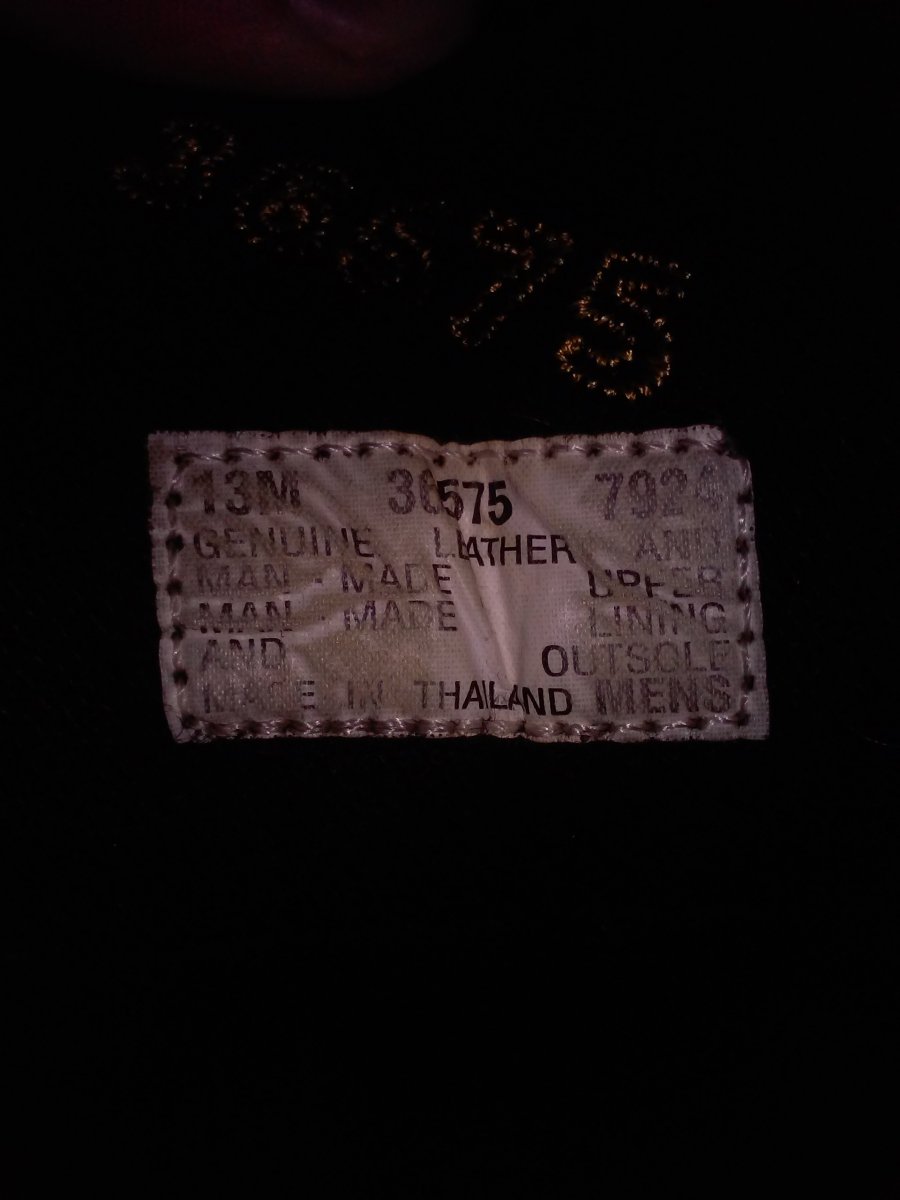 13M 36575 7924
GENUINE LEATHER AND
MAN - MADE UPPER
MAN - MADE LINING
AND OUTSOLE
MADE IN THAILAND MENS